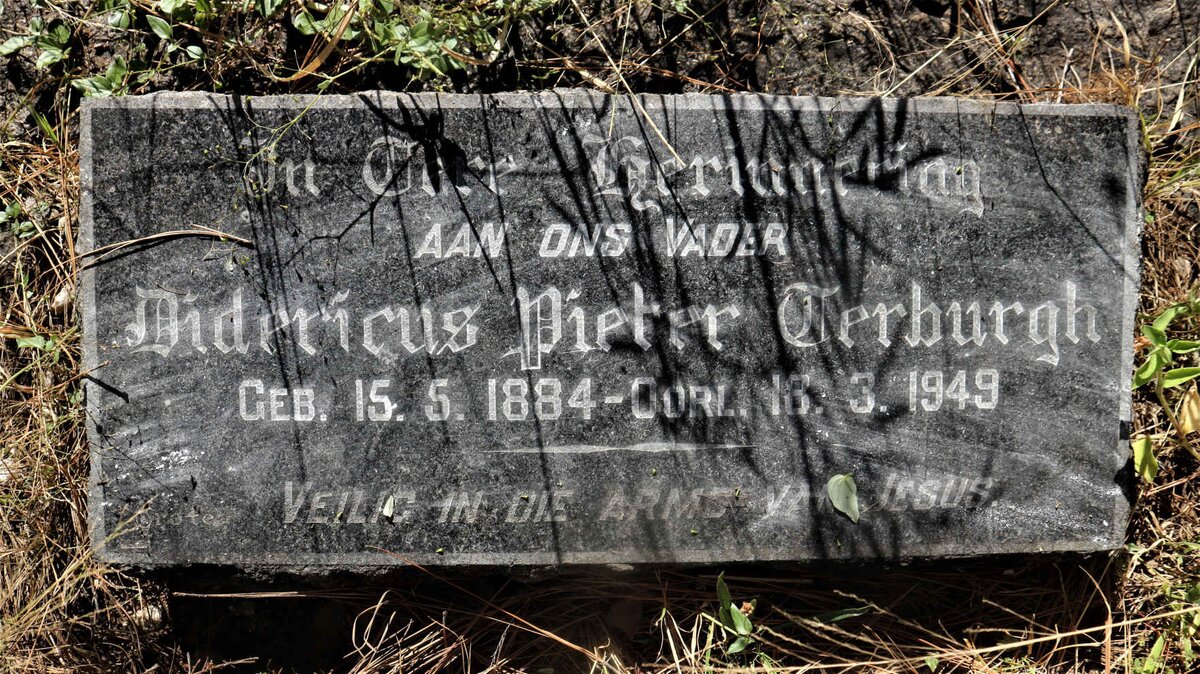 In Tere Herinnering
AAN ONS VADER
Didericus Pieter Terburgh
GEB. 15. 5. 1884 - OORL. 18. 3. 1949
VEILIG IN DIE ARMS VAN JESUS